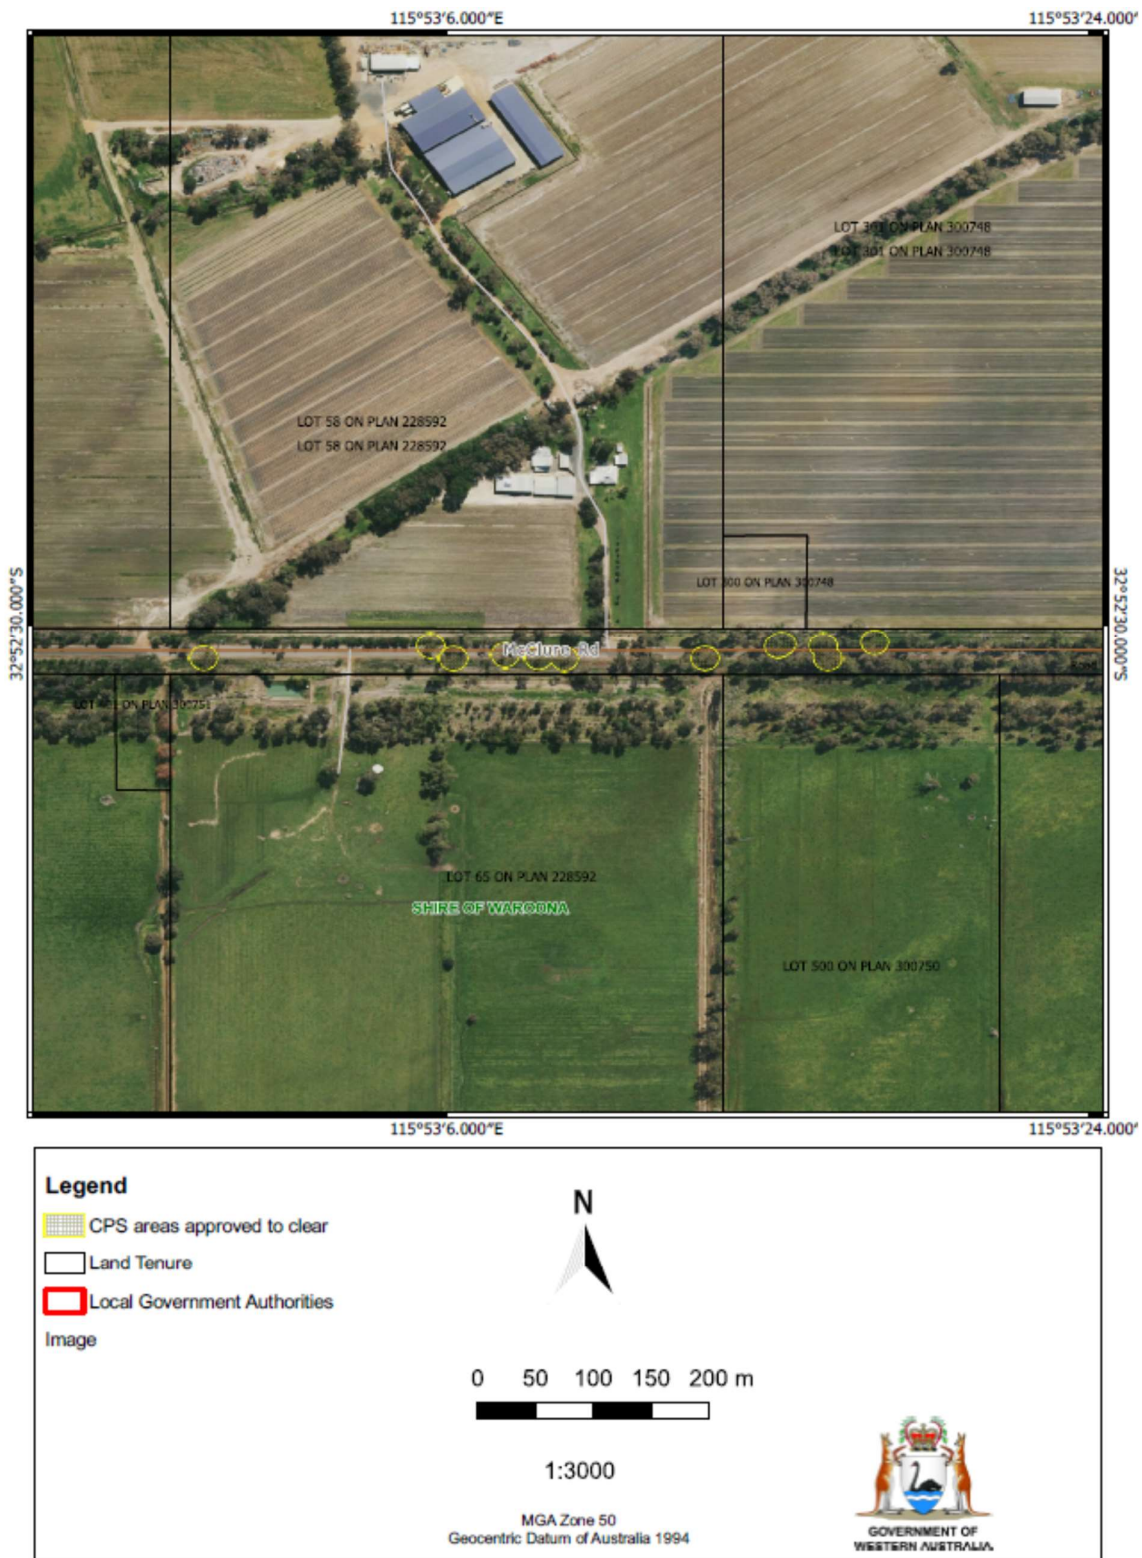 115°53'6.000"E
115°53'24.000"
LOT 301 ON PLAN 300748
LOT 301 ON PLAN 300748
LOT 58 ON PLAN 228592
LOT 58 ON PLAN 228592
LOT 300 ON PLAN 300748
32°52'30.000"S
32°52'30.000"S
McClure Rd
ON PLAN 300751
LOT 65 ON PLAN 228592
SHIRE OF WAROONA
LOT 500 ON PLAN 300750
115°53'6.000"E
115°53'24.000"
Legend
CPS areas approved to clear
Land Tenure
Local Government Authorities
Image
N
0 50 100 150 200 m
1:3000
MGA Zone 50
Geocentric Datum of Australia 1994
GOVERNMENT OF
WESTERN AUSTRALIA